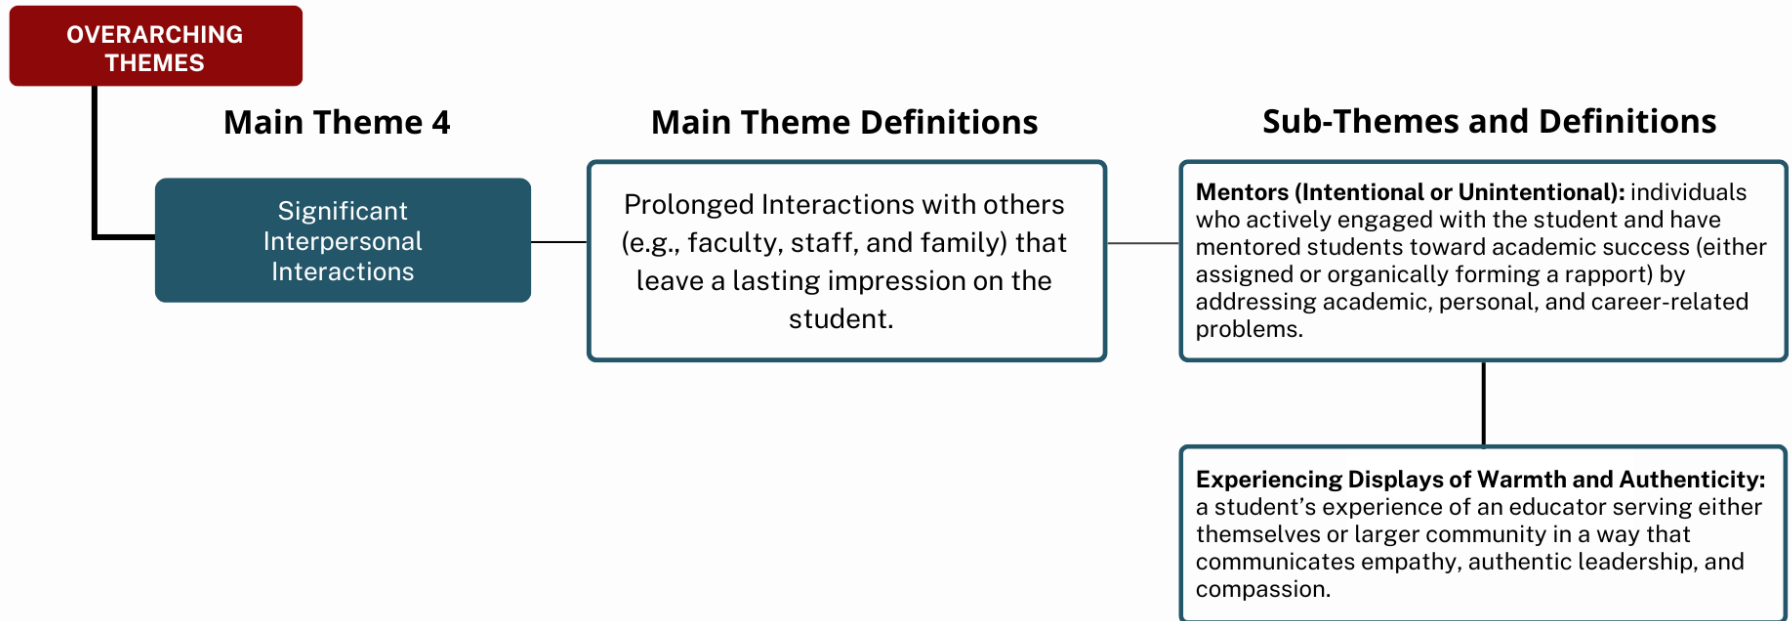 OVERARCHING
THEMES
Main Theme 4
Main Theme Definitions
Sub-Themes and Definitions
Significant
Interpersonal
Interactions
Prolonged Interactions with others
(e.g., faculty, staff, and family) that
leave a lasting impression on the
student.
Mentors (Intentional or Unintentional): individuals
who actively engaged with the student and have
mentored students toward academic success (either
assigned or organically forming a rapport) by
addressing academic, personal, and career-related
problems.
Experiencing Displays of Warmth and Authenticity:
a student’s experience of an educator serving either
themselves or larger community in a way that
communicates empathy, authentic leadership, and
compassion.